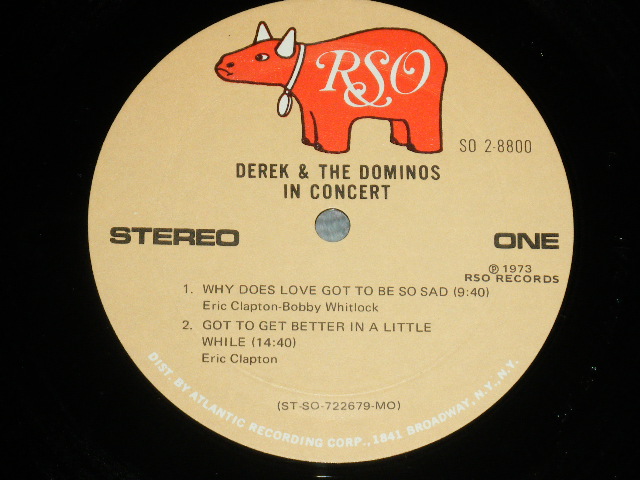 RSO
SO 2-8800
DEREK & THE DOMINOS
IN CONCERT
STEREO
ONE
℗ 1973
RSO RECORDS
1. WHY DOES LOVE GOT TO BE SO SAD (9:40)
Eric Clapton-Bobby Whitlock
2. GOT TO GET BETTER IN A LITTLE
WHILE (14:40)
Eric Clapton
(ST-SO-722679-MO)
DIST. BY ATLANTIC RECORDING CORP., 1841 BROADWAY, N.Y., N.Y.